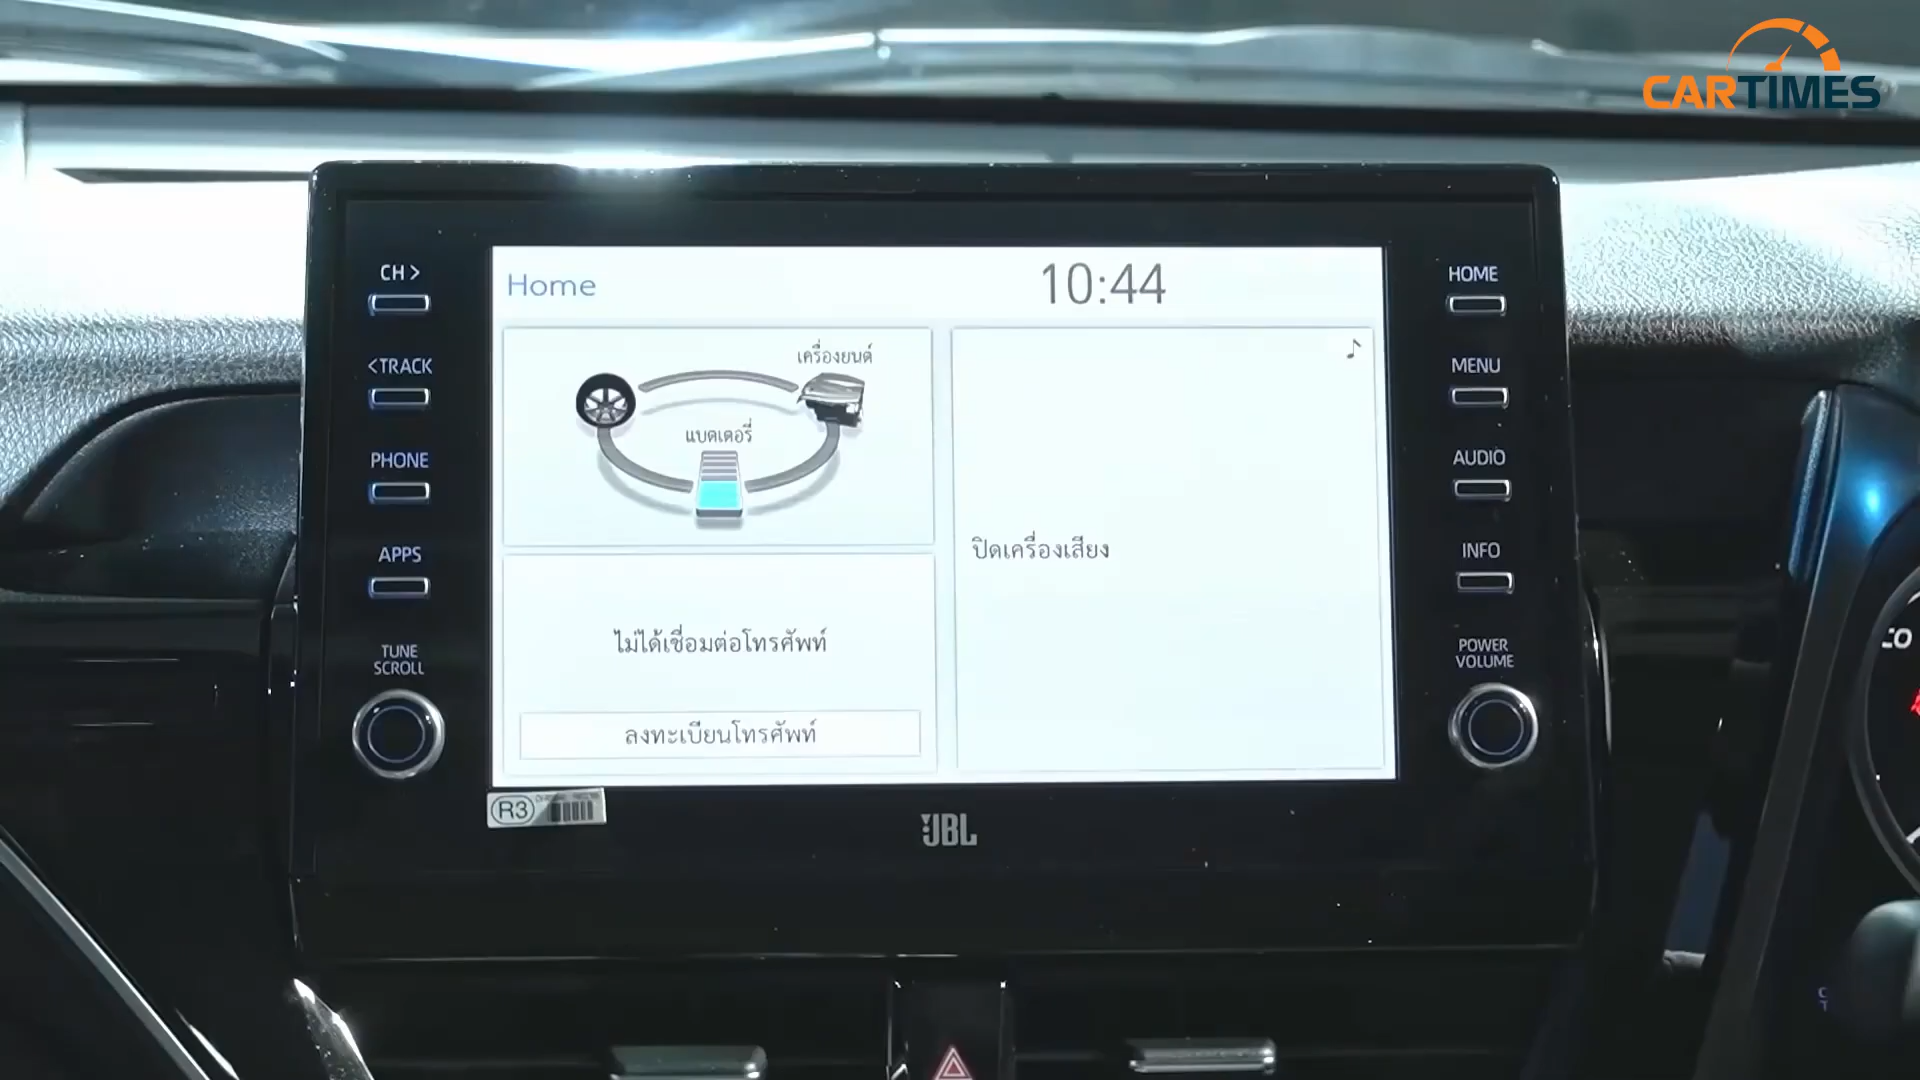 CARTIMES
CH >
<TRACK
PHONE
APPS
TUNE
SCROLL
Home
10:44
เครื่องยนต์
แบตเตอรี่
ไม่ได้เชื่อมต่อโทรศัพท์
ลงทะเบียนโทรศัพท์
ปิดเครื่องเสียง
HOME
MENU
AUDIO
INFO
POWER
VOLUME
R3
JBL